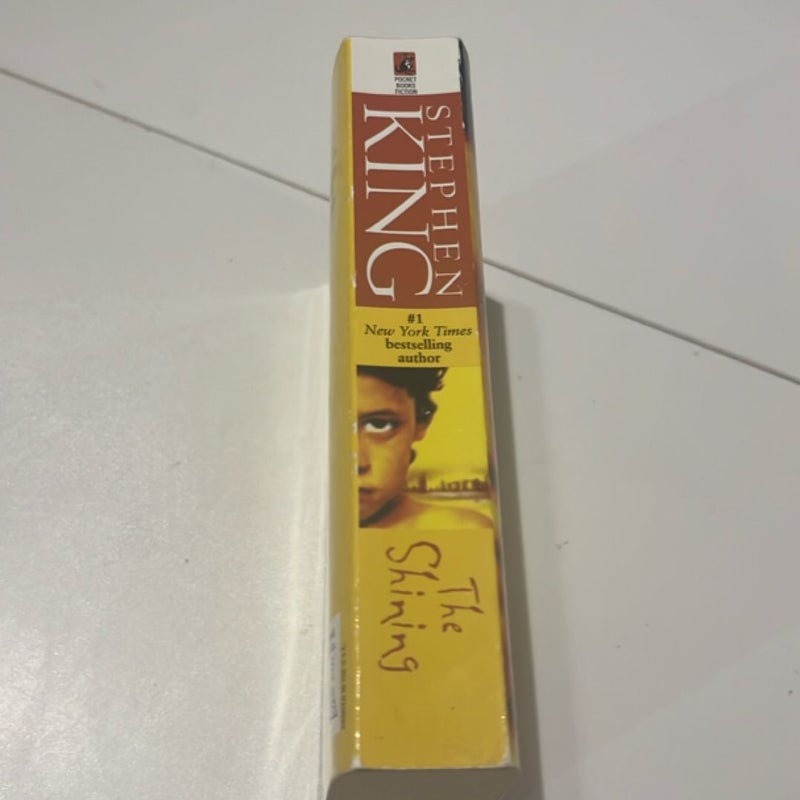 POCKET
BOOKS
FICTION
STEPHEN
KING
#1
New York Times
bestselling
author
The
Shining